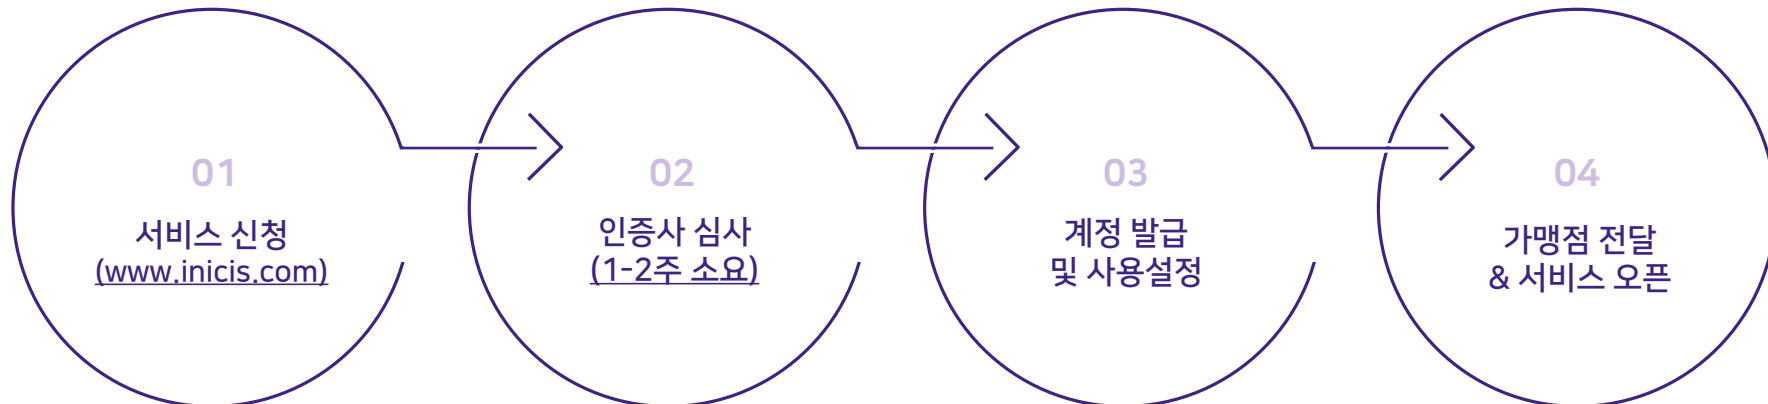 01
서비스 신청
(www.inicis.com)
02
인증사 심사
(1-2주 소요)
03
계정 발급
및 사용설정
04
가맹점 전달
& 서비스 오픈